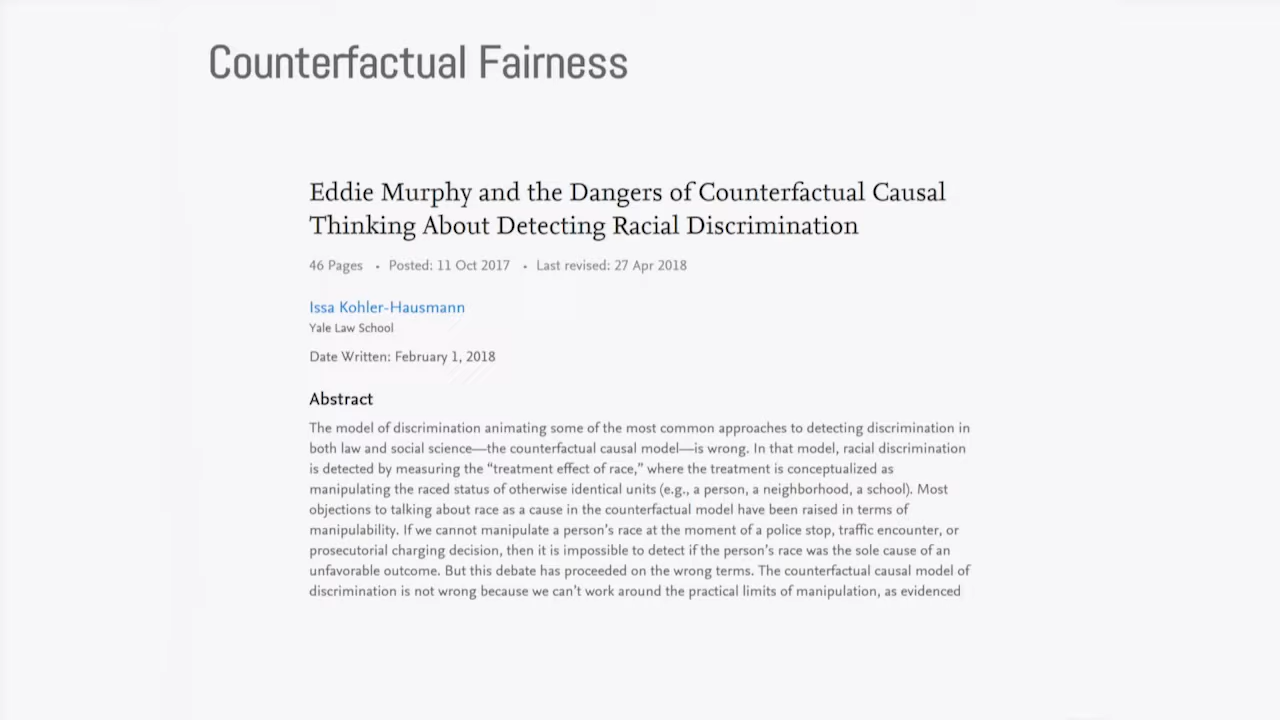 Counterfactual Fairness
Eddie Murphy and the Dangers of Counterfactual Causal
Thinking About Detecting Racial Discrimination
46 Pages • Posted: 11 Oct 2017 • Last revised: 27 Apr 2018
Issa Kohler-Hausmann
Yale Law School
Date Written: February 1, 2018
Abstract
The model of discrimination animating some of the most common approaches to detecting discrimination in
both law and social science—the counterfactual causal model—is wrong. In that model, racial discrimination
is detected by measuring the “treatment effect of race,” where the treatment is conceptualized as
manipulating the raced status of otherwise identical units (e.g., a person, a neighborhood, a school). Most
objections to talking about race as a cause in the counterfactual model have been raised in terms of
manipulability. If we cannot manipulate a person’s race at the moment of a police stop, traffic encounter, or
prosecutorial charging decision, then it is impossible to detect if the person’s race was the sole cause of an
unfavorable outcome. But this debate has proceeded on the wrong terms. The counterfactual causal model of
discrimination is not wrong because we can’t work around the practical limits of manipulation, as evidenced